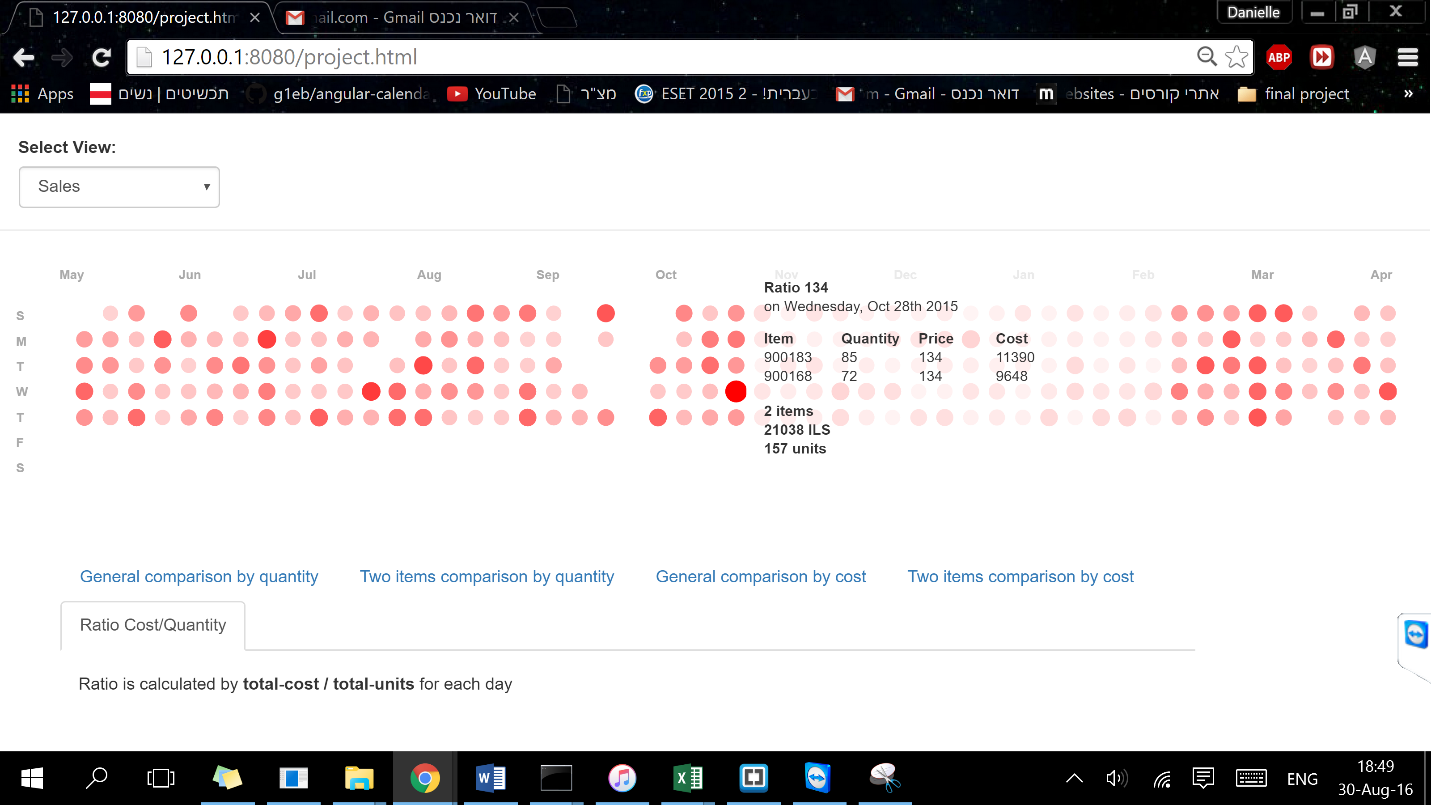 127.0.0.1:8080/project.htm
ail.com - Gmail דואר נכנס
Danielle
127.0.0.1:8080/project.html
ABP
A
Apps
תכשיטים | נשים
g1eb/angular-calenda
YouTube
מצ"ר
ESET 2015 2 - !בעברית
m - Gmail - דואר נכנס
m ebsites - אתרי קורסים
final project
»
Select View:
Sales
May Jun Jul Aug Sep Oct Nov Dec Jan Feb Mar Apr
S
M
T
W
T
F
S
Ratio 134
on Wednesday, Oct 28th 2015
Item Quantity Price Cost
900183 85 134 11390
900168 72 134 9648
2 items
21038 ILS
157 units
General comparison by quantity Two items comparison by quantity General comparison by cost Two items comparison by cost
Ratio Cost/Quantity
Ratio is calculated by total-cost / total-units for each day
ENG
18:49
30-Aug-16